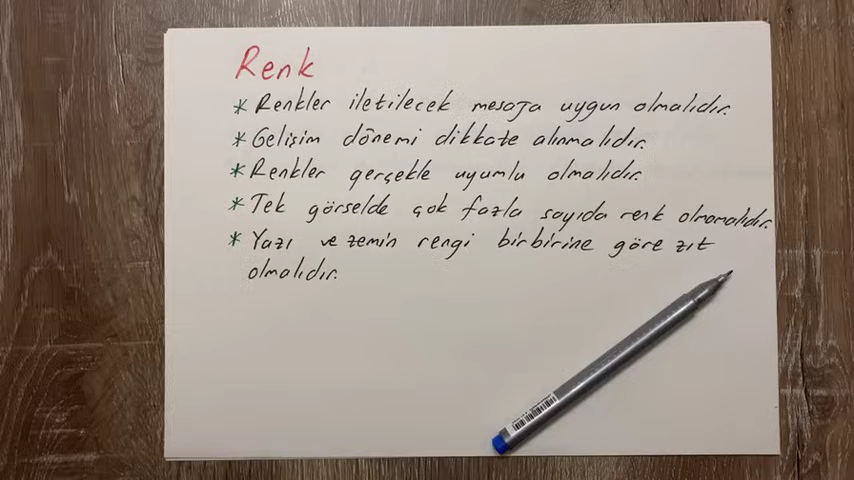 Renk
* Renkler iletilecek mesaja uygun olmalıdır.
* Gelişim dönemi dikkate alınmalıdır.
* Renkler gerçekle uyumlu olmalıdır.
* Tek görselde çok fazla sayıda renk olmamalıdır.
* Yazı ve zemin rengi birbirine göre zıt
olmalıdır.